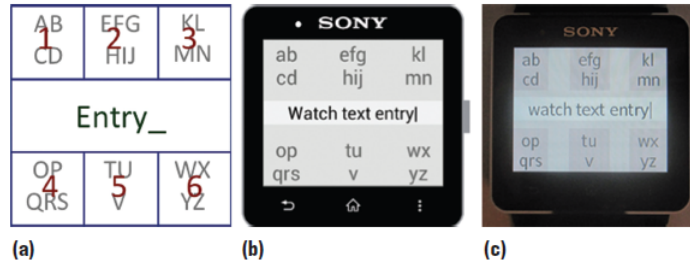 AB EFG KL
1 2 3
CD HIJ MN
Entry_
OP TU WX
4 5 6
QRS V YZ
(a)
SONY
ab efg kl
cd hij mn
Watch text entry|
op tu wx
qrs v yz
(b)
SONY
ab efg kl
cd hij mn
watch text entry|
op tu wx
qrs v yz
(c)